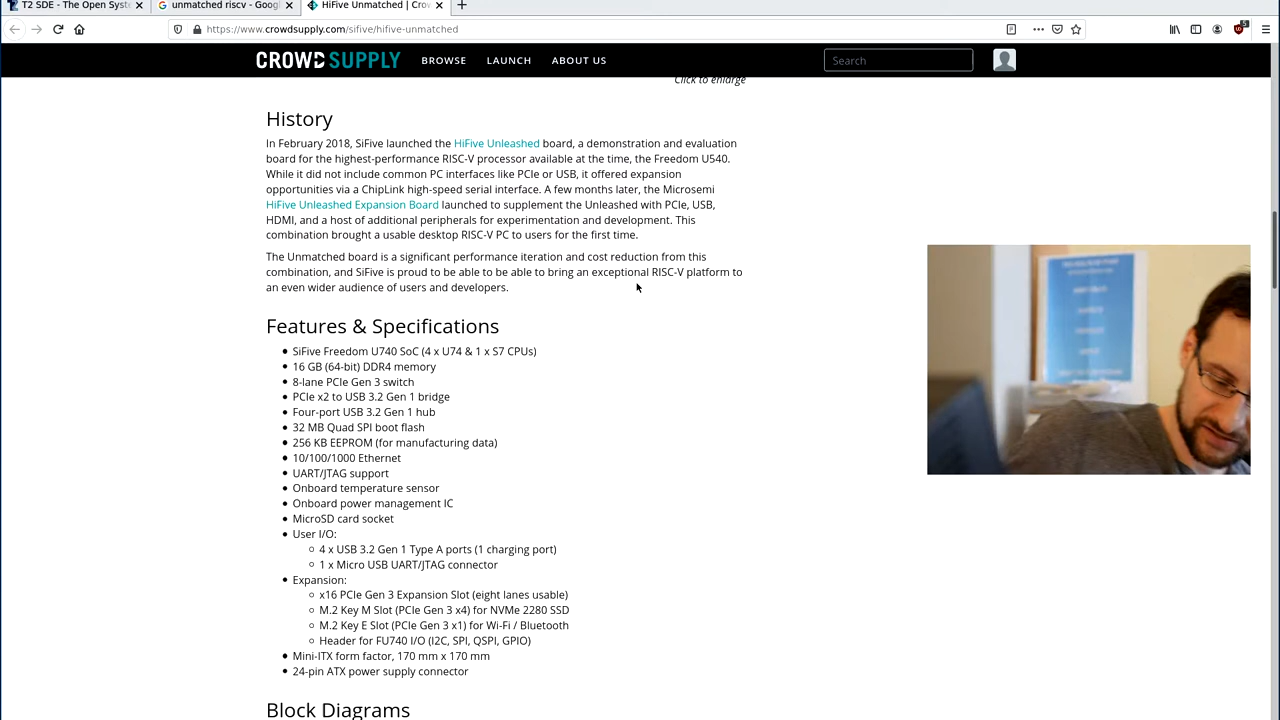 T2 SDE - The Open Syst
unmatched riscv - Goog
HiFive Unmatched | Crow
https://www.crowdsupply.com/sifive/hifive-unmatched
CROWD SUPPLY
BROWSE
LAUNCH
ABOUT US
Search
Click to enlarge
History
In February 2018, SiFive launched the HiFive Unleashed board, a demonstration and evaluation
board for the highest-performance RISC-V processor available at the time, the Freedom U540.
While it did not include common PC interfaces like PCIe or USB, it offered expansion
opportunities via a ChipLink high-speed serial interface. A few months later, the Microsemi
HiFive Unleashed Expansion Board launched to supplement the Unleashed with PCIe, USB,
HDMI, and a host of additional peripherals for experimentation and development. This
combination brought a usable desktop RISC-V PC to users for the first time.
The Unmatched board is a significant performance iteration and cost reduction from this
combination, and SiFive is proud to be able to be able to bring an exceptional RISC-V platform to
an even wider audience of users and developers.
Features & Specifications
SiFive Freedom U740 SoC (4 x U74 & 1 x S7 CPUs)
16 GB (64-bit) DDR4 memory
8-lane PCIe Gen 3 switch
PCIe x2 to USB 3.2 Gen 1 bridge
Four-port USB 3.2 Gen 1 hub
32 MB Quad SPI boot flash
256 KB EEPROM (for manufacturing data)
10/100/1000 Ethernet
UART/JTAG support
Onboard temperature sensor
Onboard power management IC
MicroSD card socket
User I/O:
4 x USB 3.2 Gen 1 Type A ports (1 charging port)
1 x Micro USB UART/JTAG connector
Expansion:
x16 PCIe Gen 3 Expansion Slot (eight lanes usable)
M.2 Key M Slot (PCIe Gen 3 x4) for NVMe 2280 SSD
M.2 Key E Slot (PCIe Gen 3 x1) for Wi-Fi / Bluetooth
Header for FU740 I/O (I2C, SPI, QSPI, GPIO)
Mini-ITX form factor, 170 mm x 170 mm
24-pin ATX power supply connector
Block Diagrams